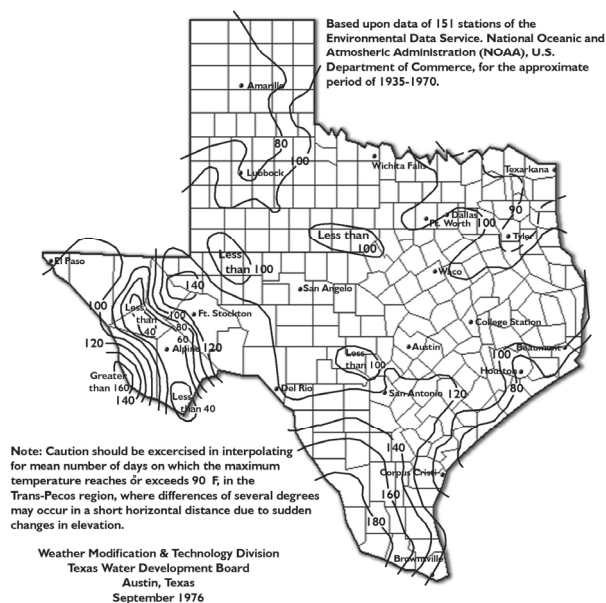 Based upon data of 151 stations of the
Environmental Data Service. National Oceanic and
Atmosheric Administration (NOAA), U.S.
Department of Commerce, for the approximate
period of 1935-1970.
Amarillo
80
100
Lubbock
Wichita Falls
Texarkana
90
Dallas
Ft. Worth
100
Tyler
Less than
100
Less
than 100
El Paso
Waco
140
San Angelo
100
Less
than
40
100
80
60
Ft. Stockton
College Station
120
Alpine
120
Austin
Beaumont
100
Less
than 100
Houston
Greater
than 160
80
140
Less
than 40
Del Rio
San Antonio
120
140
Corpus Cristi
160
180
Brownville
Note: Caution should be excercised in interpolating
for mean number of days on which the maximum
temperature reaches or exceeds 90 F, in the
Trans-Pecos region, where differences of several degrees
may occur in a short horizontal distance due to sudden
changes in elevation.
Weather Modification & Technology Division
Texas Water Development Board
Austin, Texas
September 1976